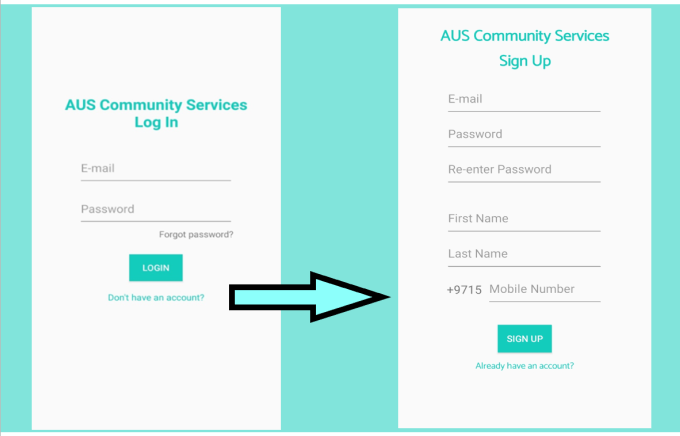 AUS Community Services
Log In
E-mail
Password
Forgot password?
LOGIN
Don't have an account?
AUS Community Services
Sign Up
E-mail
Password
Re-enter Password
First Name
Last Name
+9715 Mobile Number
SIGN UP
Already have an account?